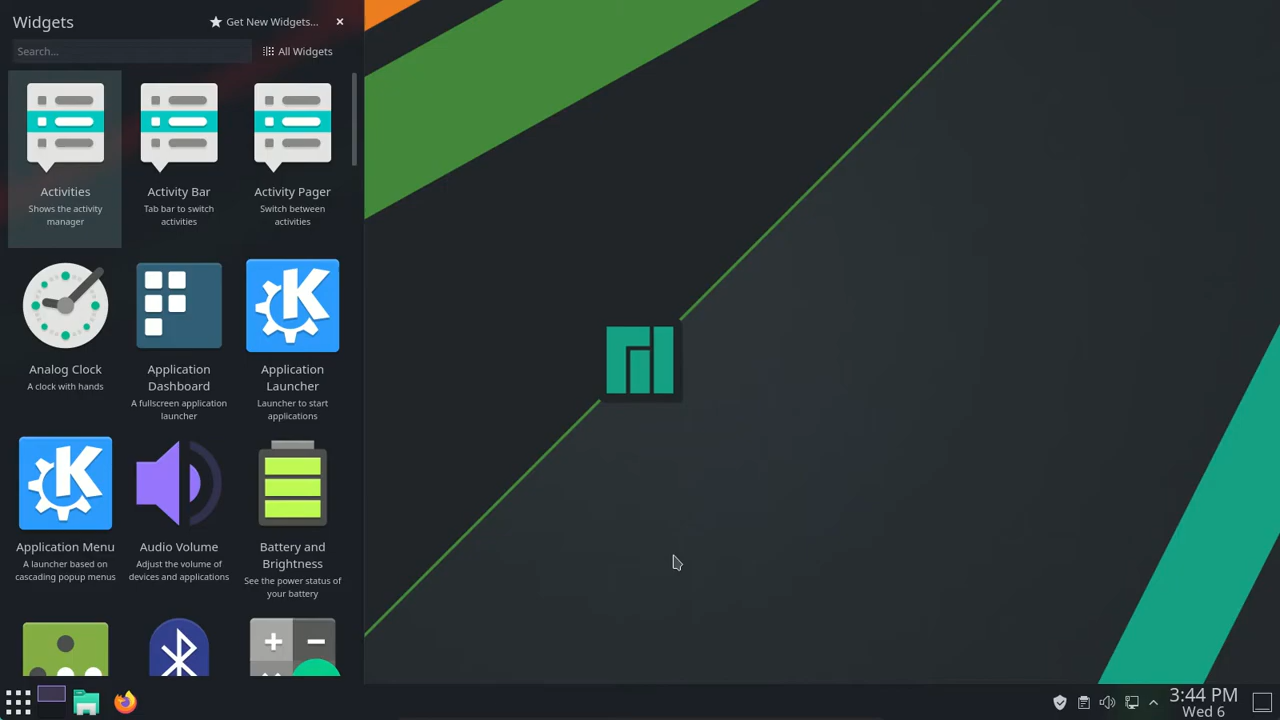 Widgets
Get New Widgets...
Search...
All Widgets
Activities
Shows the activity
manager
Activity Bar
Tab bar to switch
activities
Activity Pager
Switch between
activities
Analog Clock
A clock with hands
Application
Dashboard
A fullscreen application
launcher
Application
Launcher
Launcher to start
applications
Application Menu
A launcher based on
cascading popup menus
Audio Volume
Adjust the volume of
devices and applications
Battery and
Brightness
See the power status of
your battery
3:44 PM
Wed 6